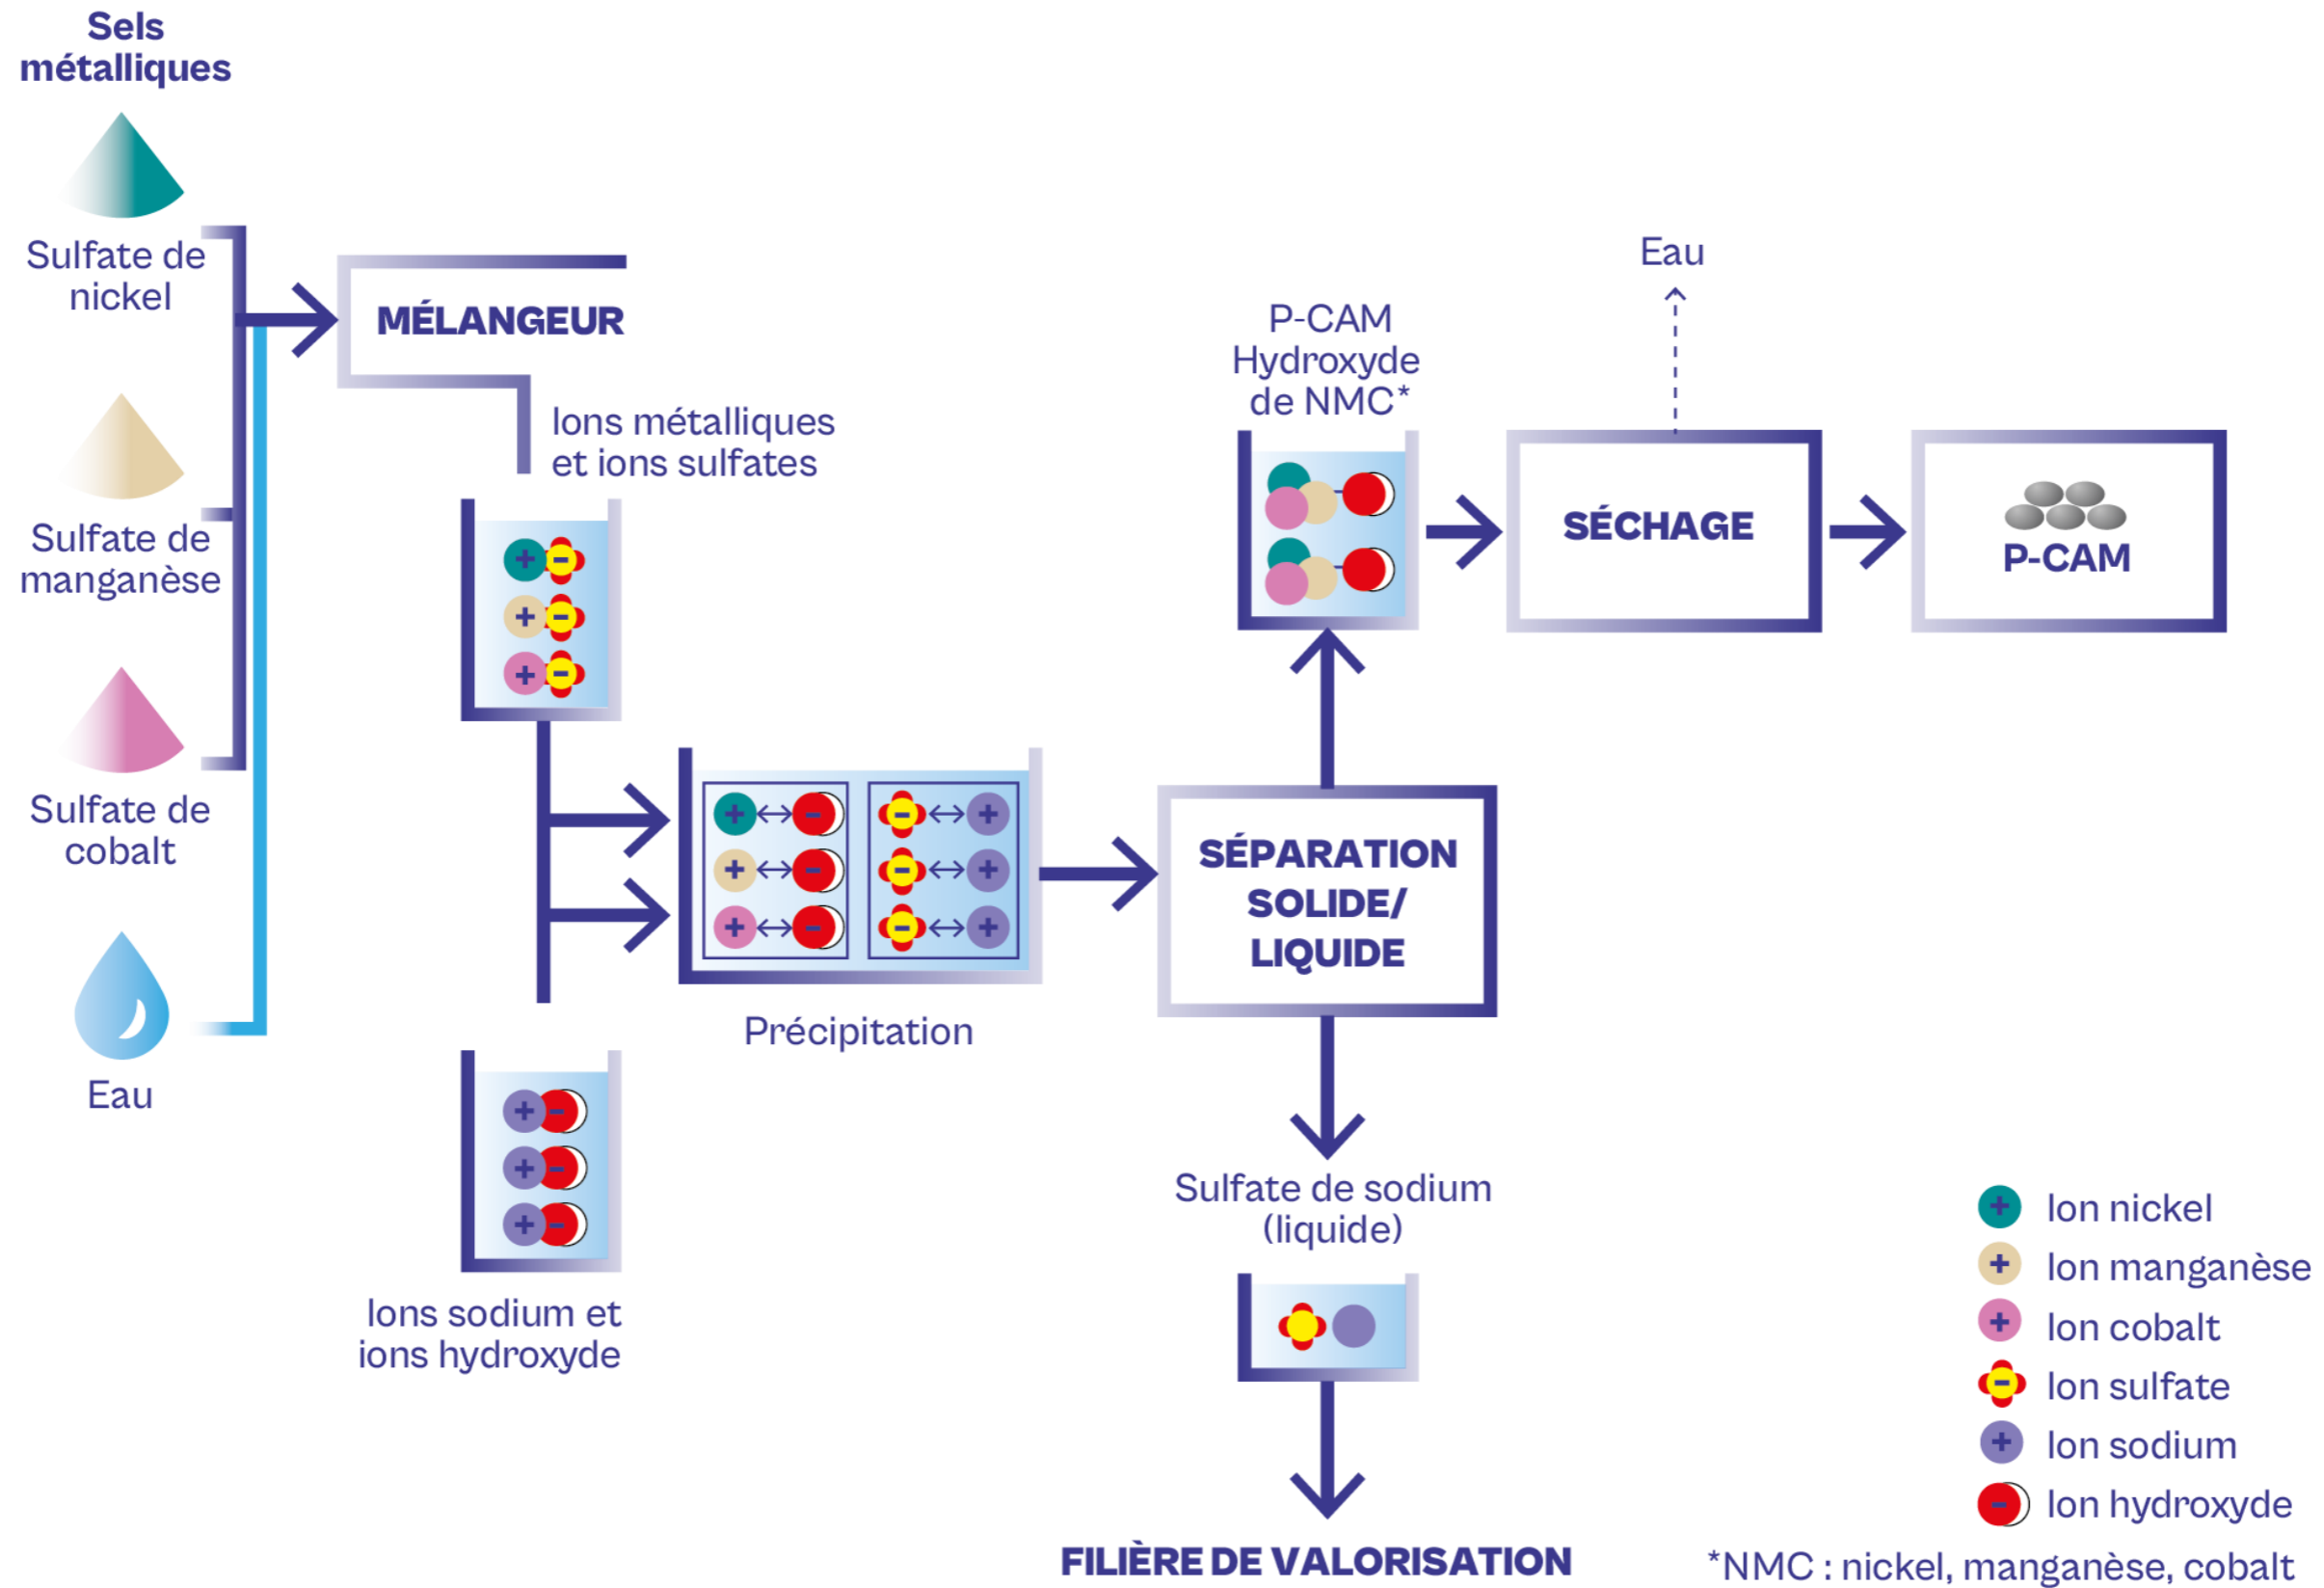 Sels
métalliques
Sulfate de
nickel
Sulfate de
manganèse
Sulfate de
cobalt
Eau
MÉLANGEUR
Ions métalliques
et ions sulfates
Ions sodium et
ions hydroxyde
Précipitation
SÉPARATION
SOLIDE/
LIQUIDE
P-CAM
Hydroxyde
de NMC*
Eau
SÉCHAGE
P-CAM
Sulfate de sodium
(liquide)
FILIÈRE DE VALORISATION
Ion nickel
Ion manganèse
Ion cobalt
Ion sulfate
Ion sodium
Ion hydroxyde
*NMC : nickel, manganèse, cobalt